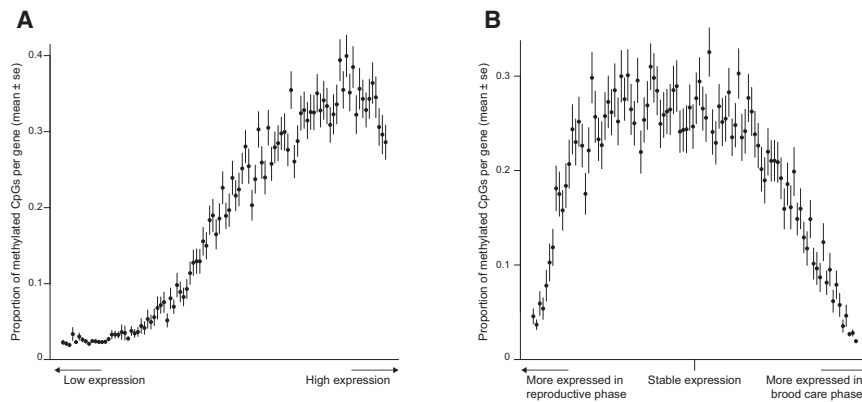 A
Proportion of methylated CpGs per gene (mean ± se)
0.4
0.3
0.2
0.1
0
Low expression
High expression
B
Proportion of methylated CpGs per gene (mean ± se)
0.3
0.2
0.1
0
More expressed in
reproductive phase
Stable expression
More expressed in
brood care phase